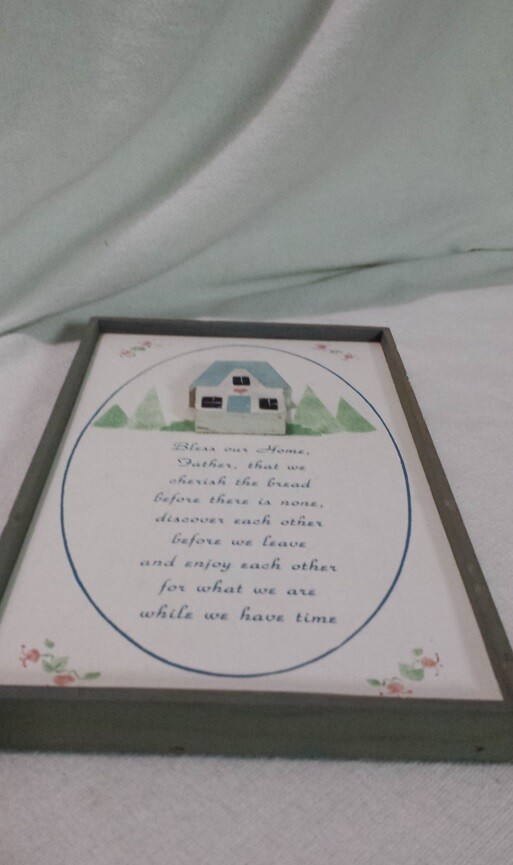 Bless our Home,
Father, that we
cherish the bread
before there is none,
discover each other
before we leave
and enjoy each other
for what we are
while we have time